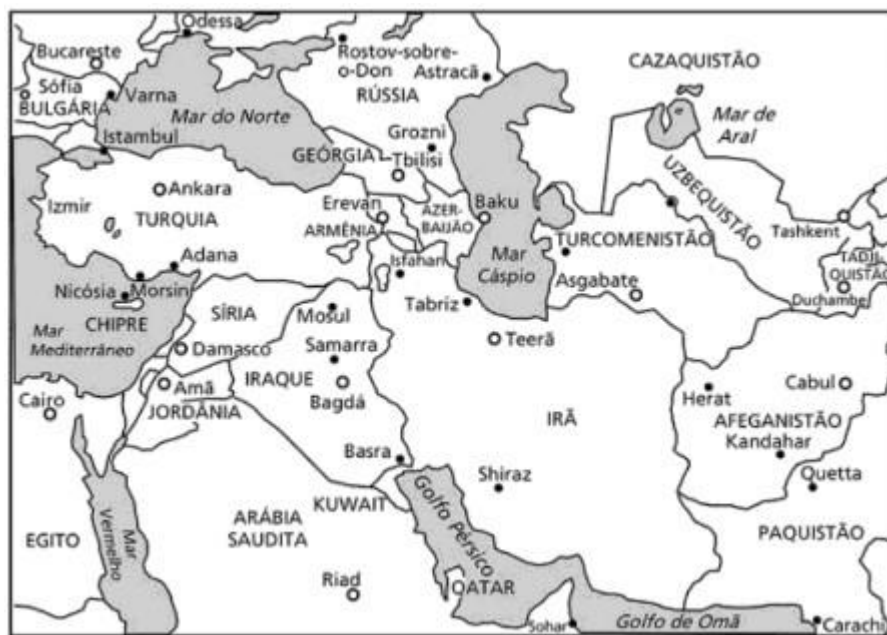 Odessa
Bucareste
Rostov-sobre-
o-Don
Astracã
RÚSSIA
CAZAQUISTÃO
Sófia
BULGÁRIA
Varna
Mar do Norte
Grozni
Mar de
Aral
Istambul
GEÓRGIA
Tbilisi
UZBEQUISTÃO
Ankara
Izmir
TURQUIA
Erevan
ARMÊNIA
AZER-
BAIJÃO
Baku
TURCOMENISTÃO
Tashkent
TADJI-
QUISTÃO
Adana
Isfahan
Mar
Cáspio
Asgabate
Nicósia
Morsin
CHIPRE
SÍRIA
Mosul
Tabriz
Duchambe
Mar
Mediterrâneo
Damasco
Samarra
Teerã
Cairo
Amã
JORDÂNIA
IRAQUE
Bagdá
IRÃ
Herat
Cabul
AFEGANISTÃO
Kandahar
Basra
Shiraz
Quetta
KUWAIT
Golfo Pérsico
EGITO
Mar
Vermelho
ARÁBIA
SAUDITA
PAQUISTÃO
Riad
QATAR
Sohar
Golfo de Omã
Carachi